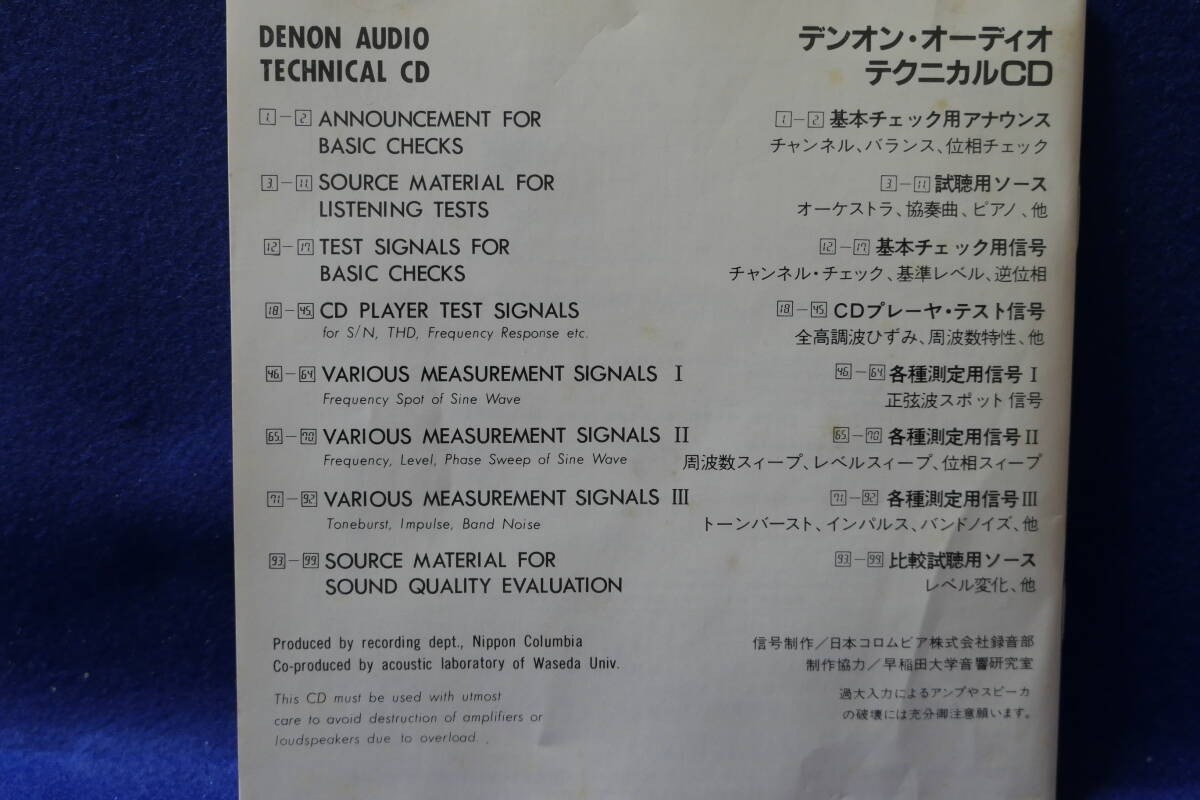 DENON AUDIO
TECHNICAL CD
デンオン・オーディオ
テクニカルCD
1-2 ANNOUNCEMENT FOR
BASIC CHECKS
1-2 基本チェック用アナウンス
チャンネル、バランス、位相チェック
3-11 SOURCE MATERIAL FOR
LISTENING TESTS
3-11 試聴用ソース
オーケストラ、協奏曲、ピアノ、他
12-17 TEST SIGNALS FOR
BASIC CHECKS
12-17 基本チェック用信号
チャンネル・チェック、基準レベル、逆位相
18-45 CD PLAYER TEST SIGNALS
for S/N, THD, Frequency Response etc.
18-45 CDプレーヤ・テスト信号
全高調波ひずみ、周波数特性、他
46-64 VARIOUS MEASUREMENT SIGNALS I
Frequency Spot of Sine Wave
46-64 各種測定用信号 I
正弦波スポット信号
65-70 VARIOUS MEASUREMENT SIGNALS II
Frequency, Level, Phase Sweep of Sine Wave
65-70 各種測定用信号 II
周波数スィープ、レベルスィープ、位相スィープ
71-92 VARIOUS MEASUREMENT SIGNALS III
Toneburst, Impulse, Band Noise
71-92 各種測定用信号 III
トーンバースト、インパルス、バンドノイズ、他
93-99 SOURCE MATERIAL FOR
SOUND QUALITY EVALUATION
93-99 比較試聴用ソース
レベル変化、他
Produced by recording dept., Nippon Columbia
Co-produced by acoustic laboratory of Waseda Univ.
信号制作／日本コロムビア株式会社録音部
制作協力／早稲田大学音響研究室
This CD must be used with utmost
care to avoid destruction of amplifiers or
loudspeakers due to overload.
過大入力によるアンプやスピーカ
の破壊には充分御注意願います。